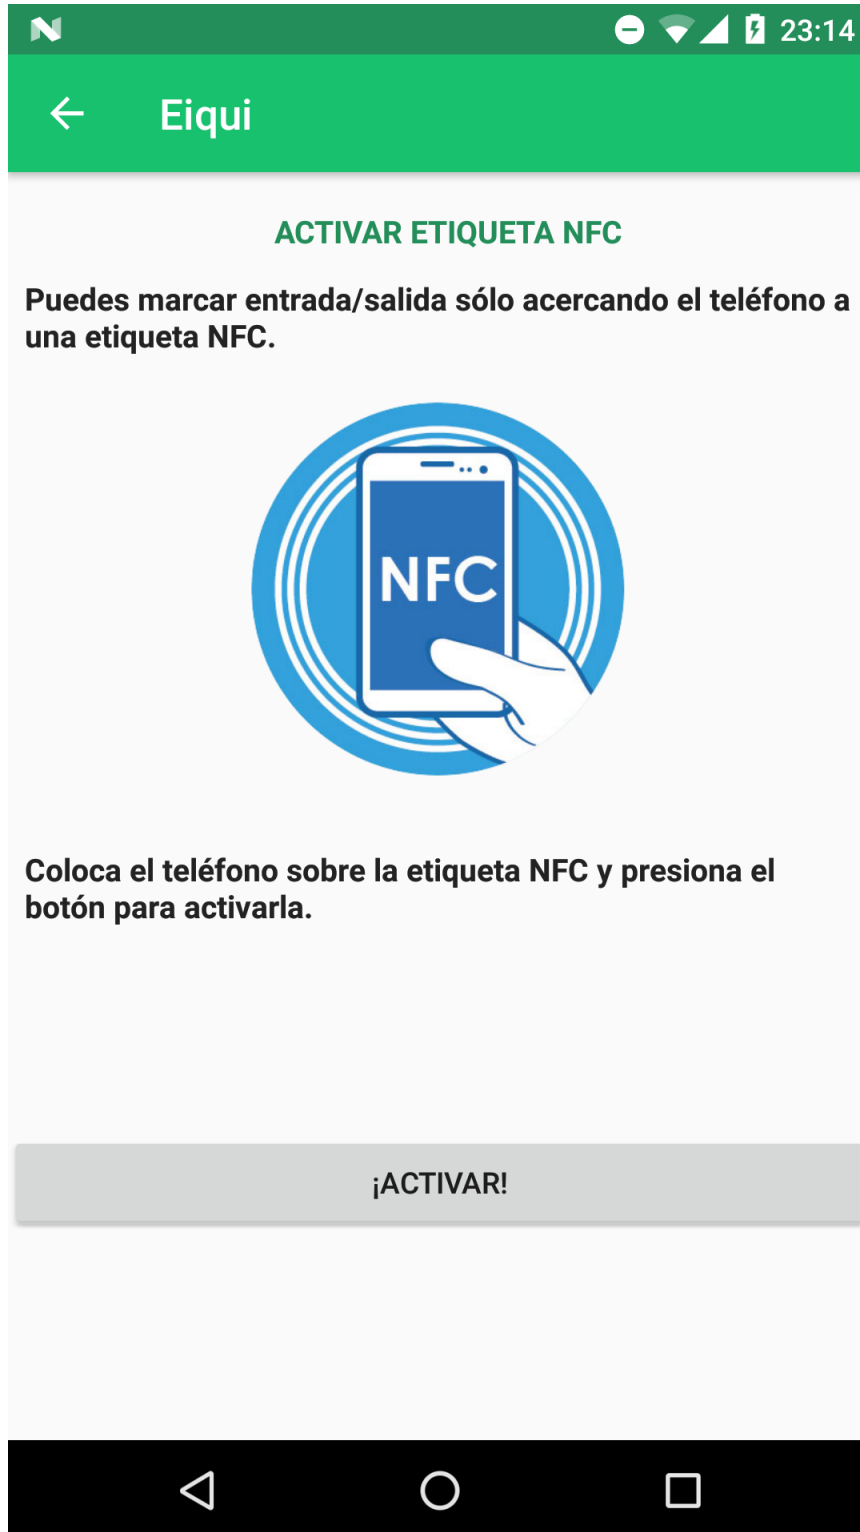 23:14
Eiqui
ACTIVAR ETIQUETA NFC
Puedes marcar entrada/salida sólo acercando el teléfono a
una etiqueta NFC.
NFC
Coloca el teléfono sobre la etiqueta NFC y presiona el
botón para activarla.
¡ACTIVAR!